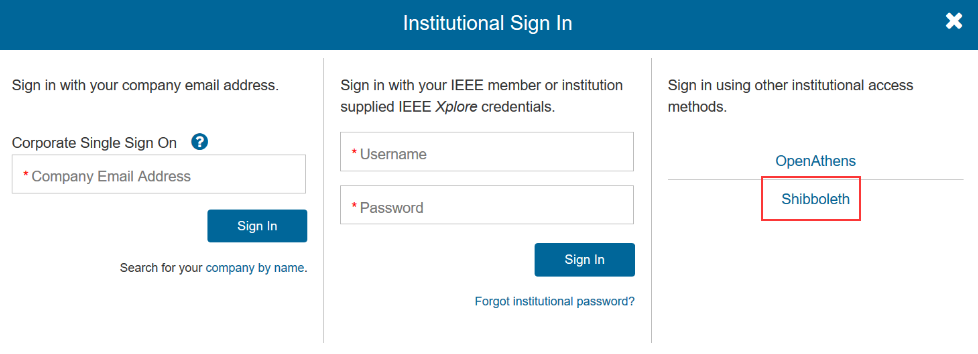 Institutional Sign In
Sign in with your company email address.
Corporate Single Sign On ?
* Company Email Address
Sign In
Search for your company by name.
Sign in with your IEEE member or institution
supplied IEEE Xplore credentials.
* Username
* Password
Sign In
Forgot institutional password?
Sign in using other institutional access
methods.
OpenAthens
Shibboleth